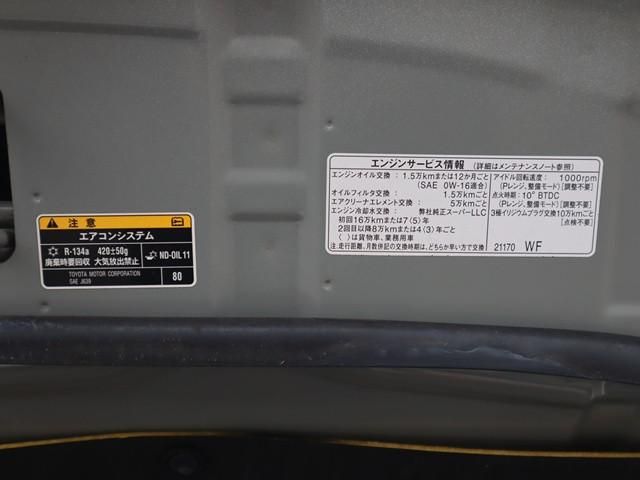 ⚠ 注意
エアコンシステム
R-134a 420±50g
廃棄時要回収 大気放出禁止
ND-OIL 11
TOYOTA MOTOR CORPORATION
SAE J639
80
エンジンサービス情報 (詳細はメンテナンスノート参照)
エンジンオイル交換 : 1.5万kmまたは12か月ごと
(SAE 0W-16適合)
オイルフィルタ交換 : 1.5万kmごと
エアクリーナエレメント交換 : 5万kmごと
エンジン冷却水交換 : 弊社純正スーパーLLC
初回16万kmまたは7(5)年
2回目以降8万kmまたは4(3)年ごと
( )は貨物車、業務用車
注.走行距離、月数併記の交換時期は、どちらか早い方で交換
アイドル回転速度: 1000rpm
(Pレンジ、整備モード)[調整不要]
点火時期:10° BTDC
(Pレンジ、整備モード)[調整不要]
3種イリジウムプラグ交換10万kmごと
[点検不要]
21170 WF